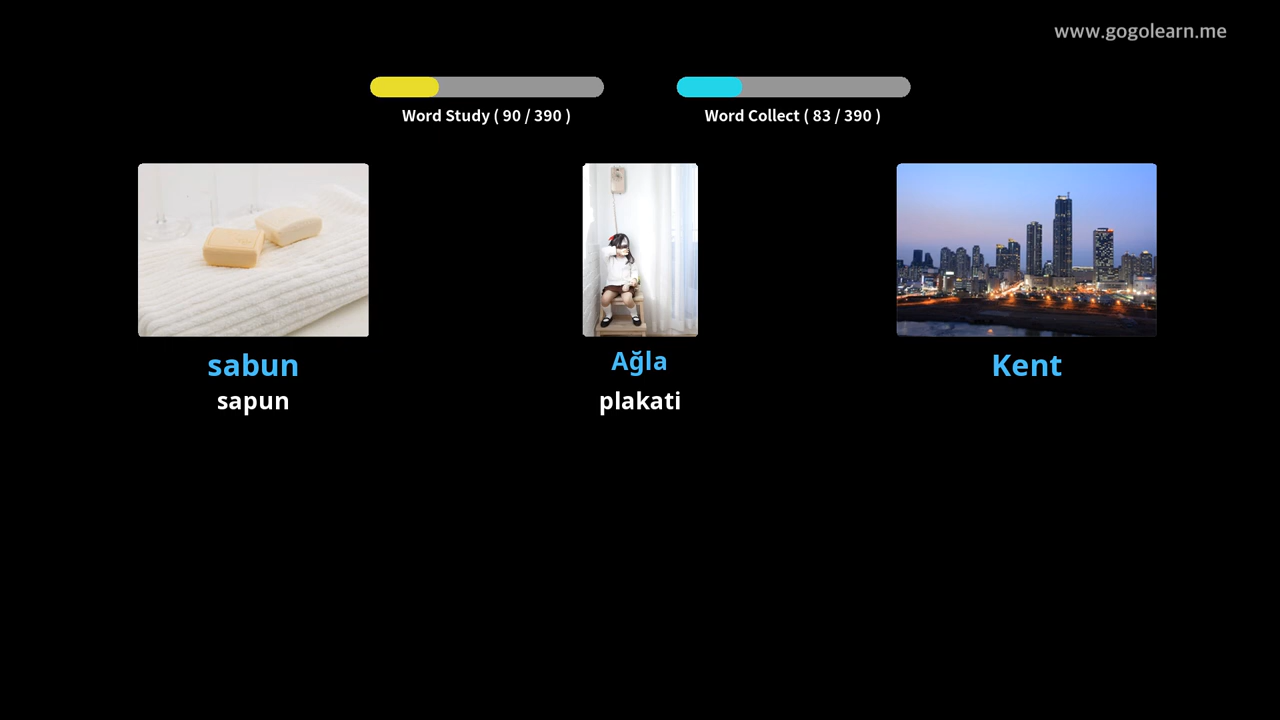 www.gogolearn.me
Word Study ( 90 / 390 )
Word Collect ( 83 / 390 )
sabun
sapun
Ağla
plakati
Kent